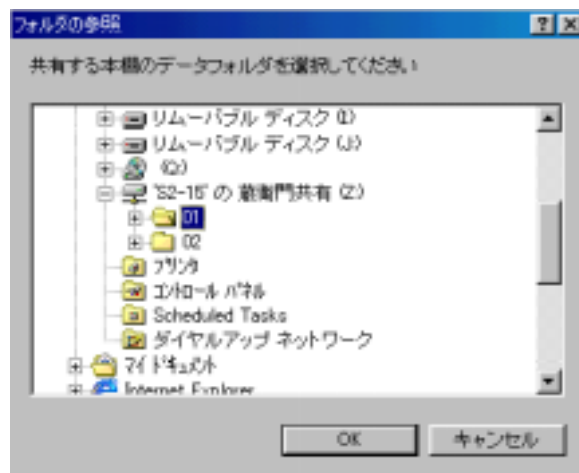 フォルダの参照
共有する本棚のデータフォルダを選択してください
リムーバブル ディスク (I:)
リムーバブル ディスク (J:)
(Q:)
'S2-15' の 蔵衛門共有 (Z:)
01
02
プリンタ
コントロール パネル
Scheduled Tasks
ダイヤルアップ ネットワーク
マイ ドキュメント
Internet Explorer
OK
キャンセル